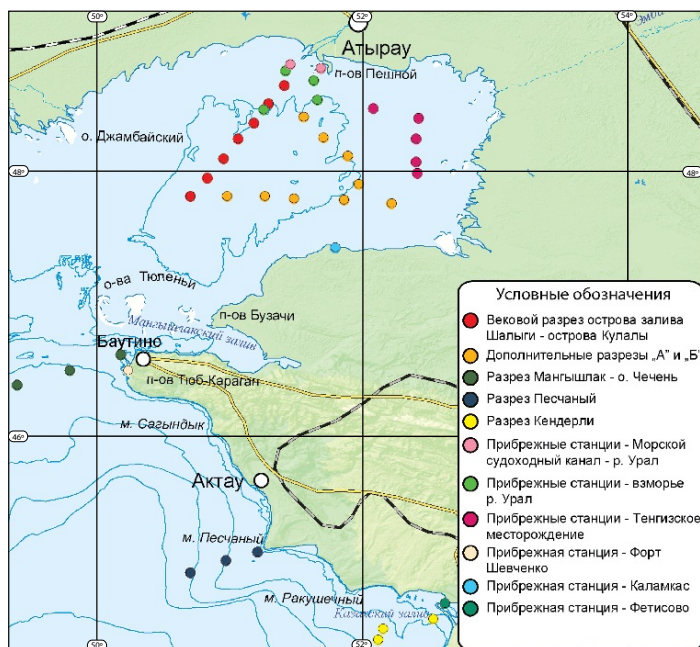 50°
52°
54°
Атырау
Эмба
п-ов Пешной
о. Джамбайский
48°
48°
о-ва Тюленьи
п-ов Бузачи
Мангышлакский залив
Баутино
п-ов Тюб-Караган
м. Сагындык
46°
Актау
м. Песчаный
м. Ракушечный
Казахский залив
50°
52°
Условные обозначения
Вековой разрез острова залива
Шалыги - острова Кулалы
Дополнительные разрезы „А" и „Б"
Разрез Мангышлак - о. Чечень
Разрез Песчаный
Разрез Кендерли
Прибрежные станции - Морской
судоходный канал - р. Урал
Прибрежные станции - взморье
р. Урал
Прибрежные станции - Тенгизское
месторождение
Прибрежная станция - Форт
Шевченко
Прибрежная станция - Каламкас
Прибрежная станция - Фетисово